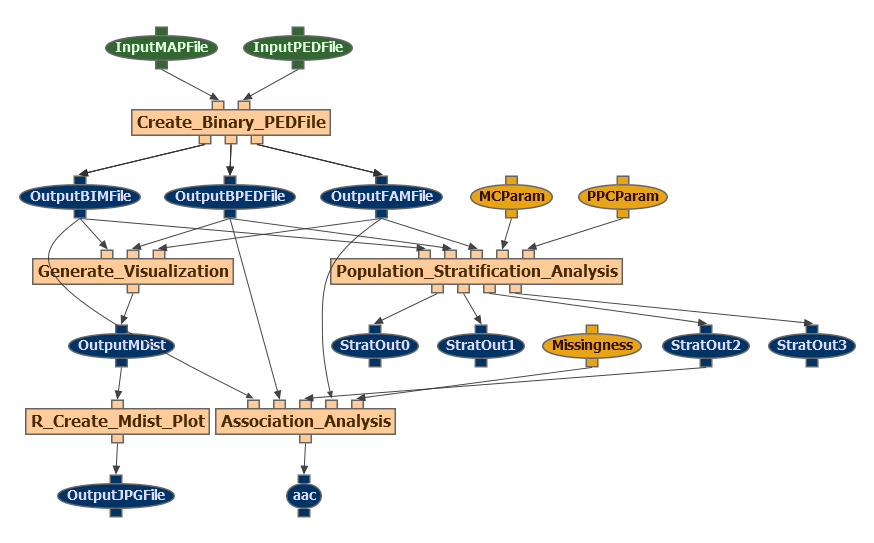 InputMAPFile
InputPEDFile
Create_Binary_PEDFile
OutputBIMFile
OutputBPEDFile
OutputFAMFile
MCParam
PPCParam
Generate_Visualization
Population_Stratification_Analysis
OutputMDist
StratOut0
StratOut1
Missingness
StratOut2
StratOut3
R_Create_Mdist_Plot
Association_Analysis
OutputJPGFile
aac